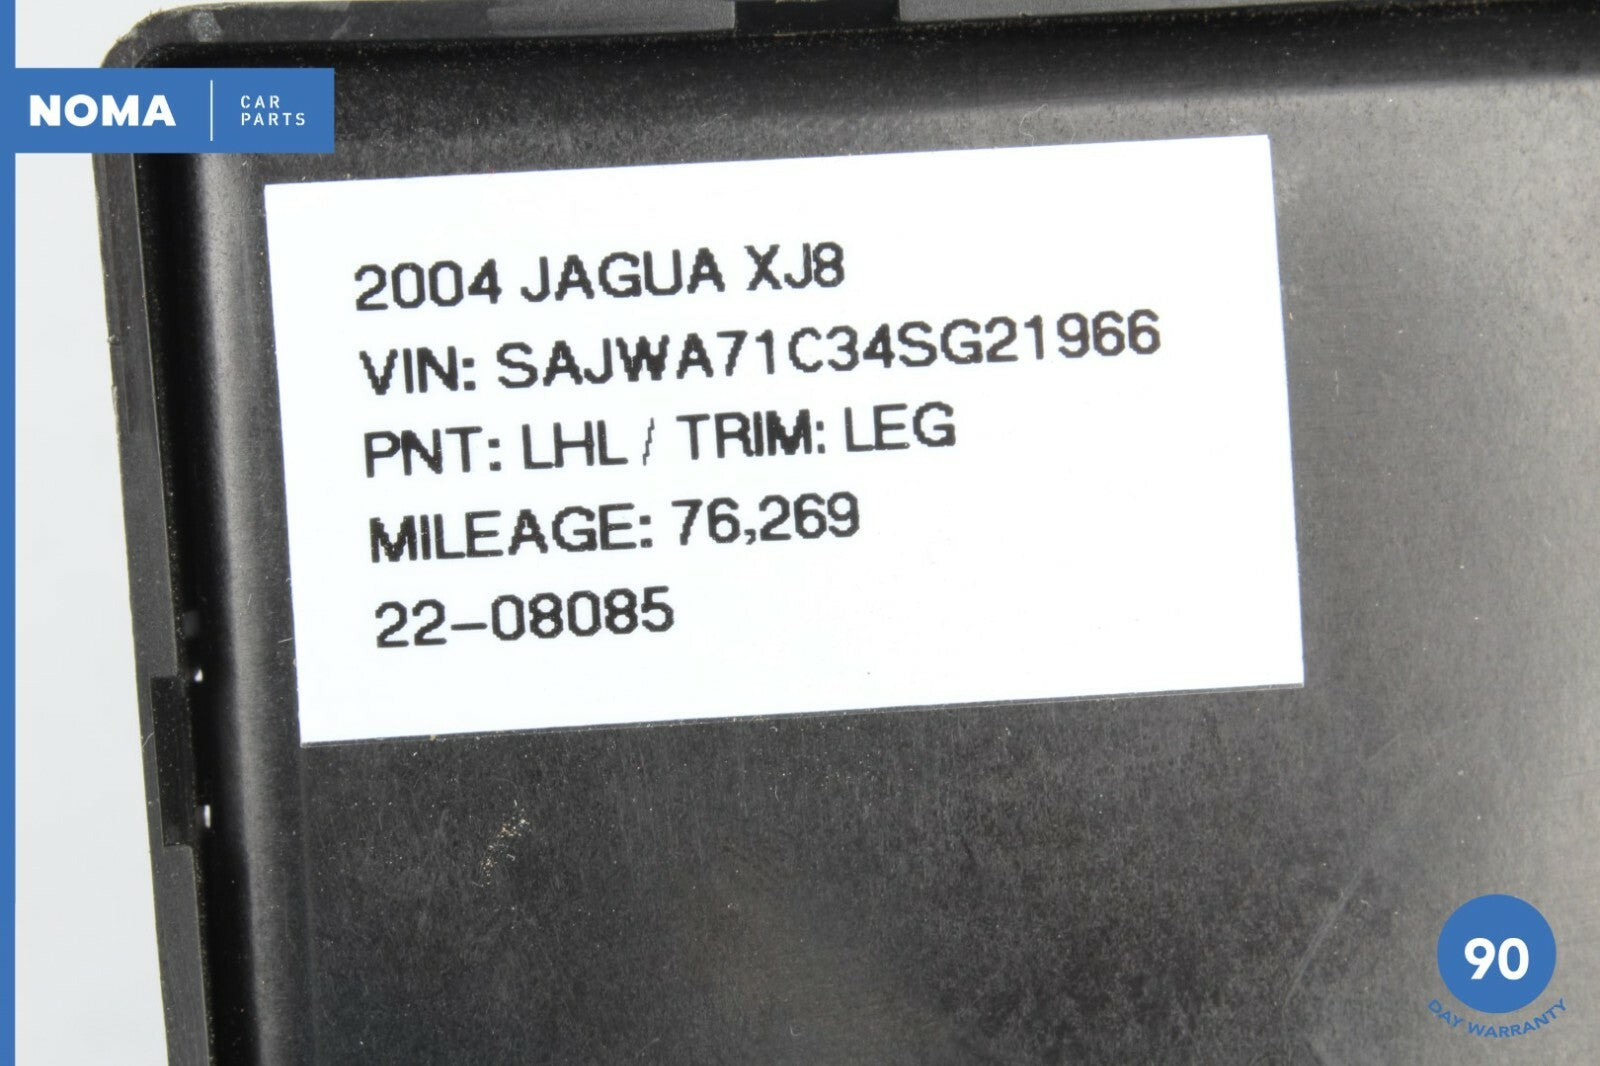 NOMA
CAR
PARTS
2004 JAGUA XJ8
VIN: SAJWA71C34SG21966
PNT: LHL / TRIM: LEG
MILEAGE: 76,269
22-08085
90
DAY WARRANTY